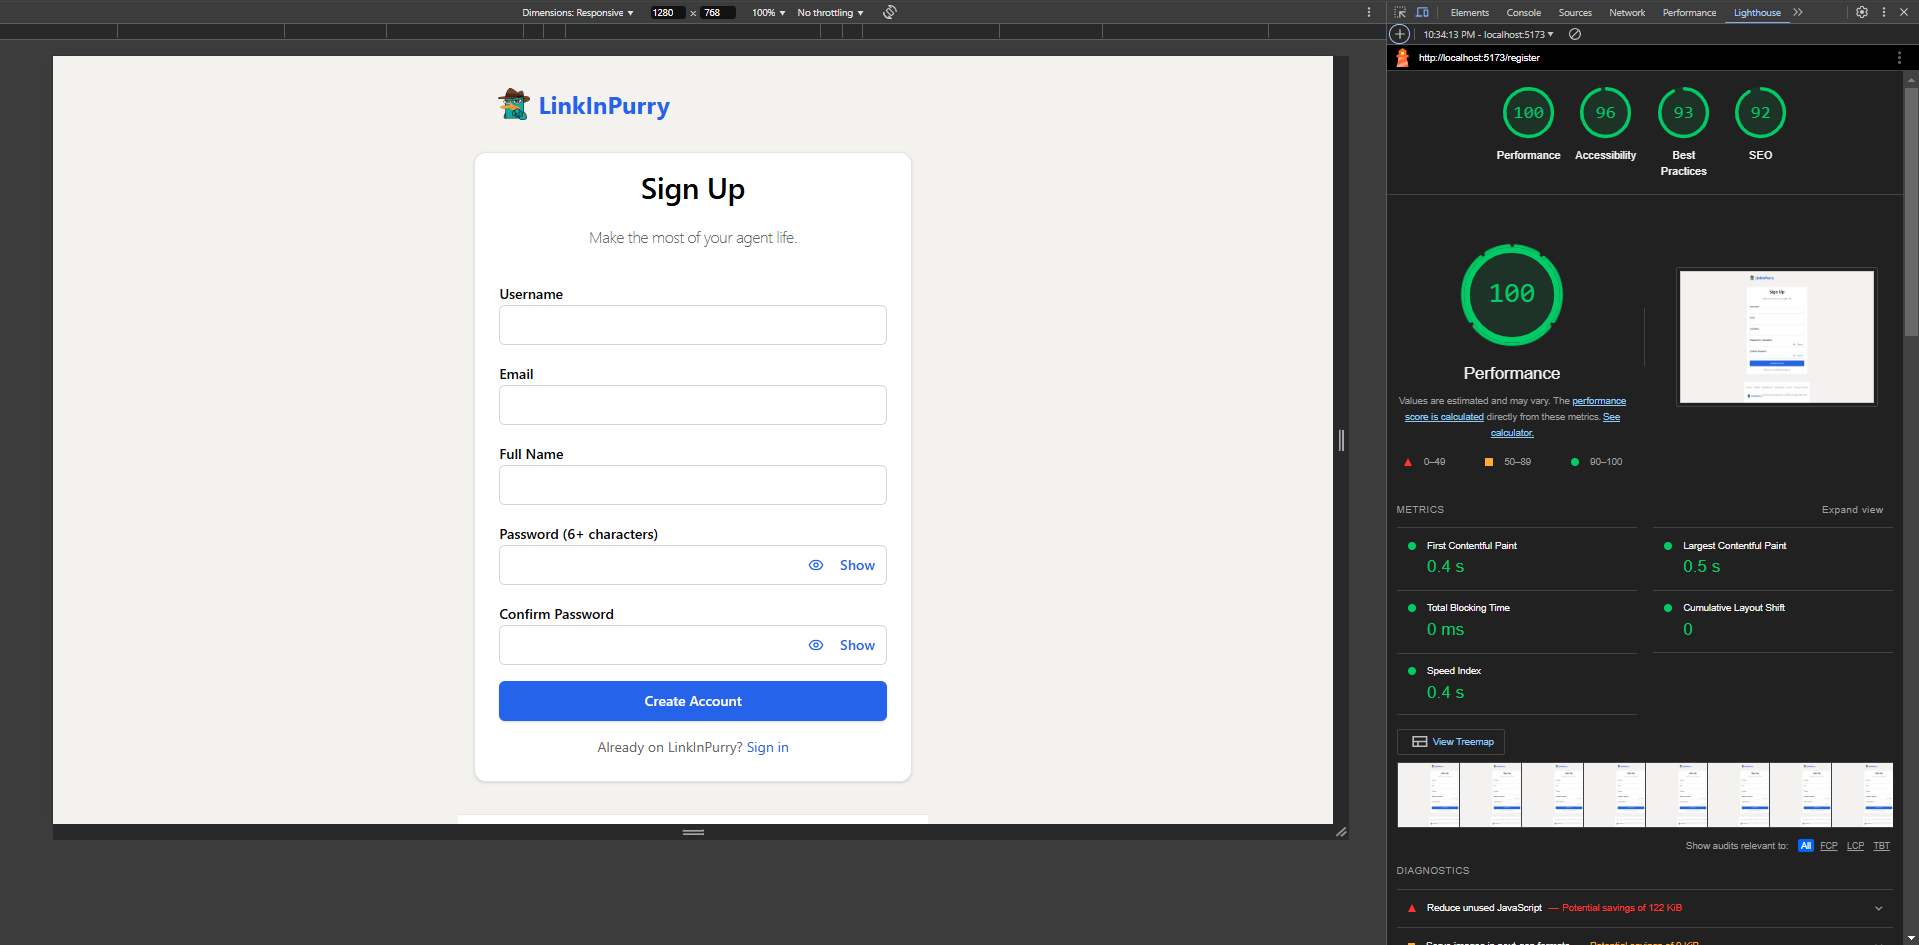 Dimensions: Responsive 1280 × 768 100% No throttling
LinkInPurry
Sign Up
Make the most of your agent life.
Username
Email
Full Name
Password (6+ characters)
Show
Confirm Password
Show
Create Account
Already on LinkInPurry? Sign in
Elements Console Sources Network Performance Lighthouse
10:34:13 PM - localhost:5173
http://localhost:5173/register
100 96 93 92
Performance Accessibility Best Practices SEO
100
Performance
Values are estimated and may vary. The performance
score is calculated directly from these metrics. See
calculator.
0–49 50–89 90–100
METRICS Expand view
First Contentful Paint
0.4 s
Largest Contentful Paint
0.5 s
Total Blocking Time
0 ms
Cumulative Layout Shift
0
Speed Index
0.4 s
View Treemap
Show audits relevant to: All FCP LCP TBT
DIAGNOSTICS
Reduce unused JavaScript — Potential savings of 122 KiB